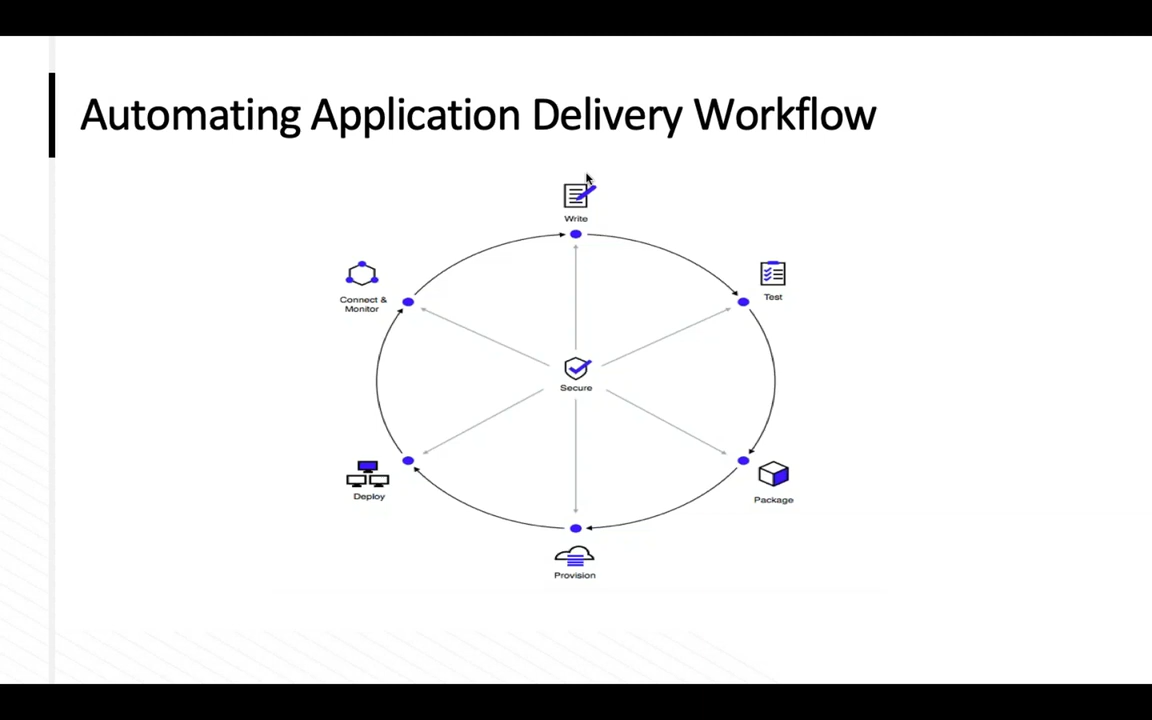 Automating Application Delivery Workflow
Write
Test
Connect &
Monitor
Secure
Deploy
Package
Provision